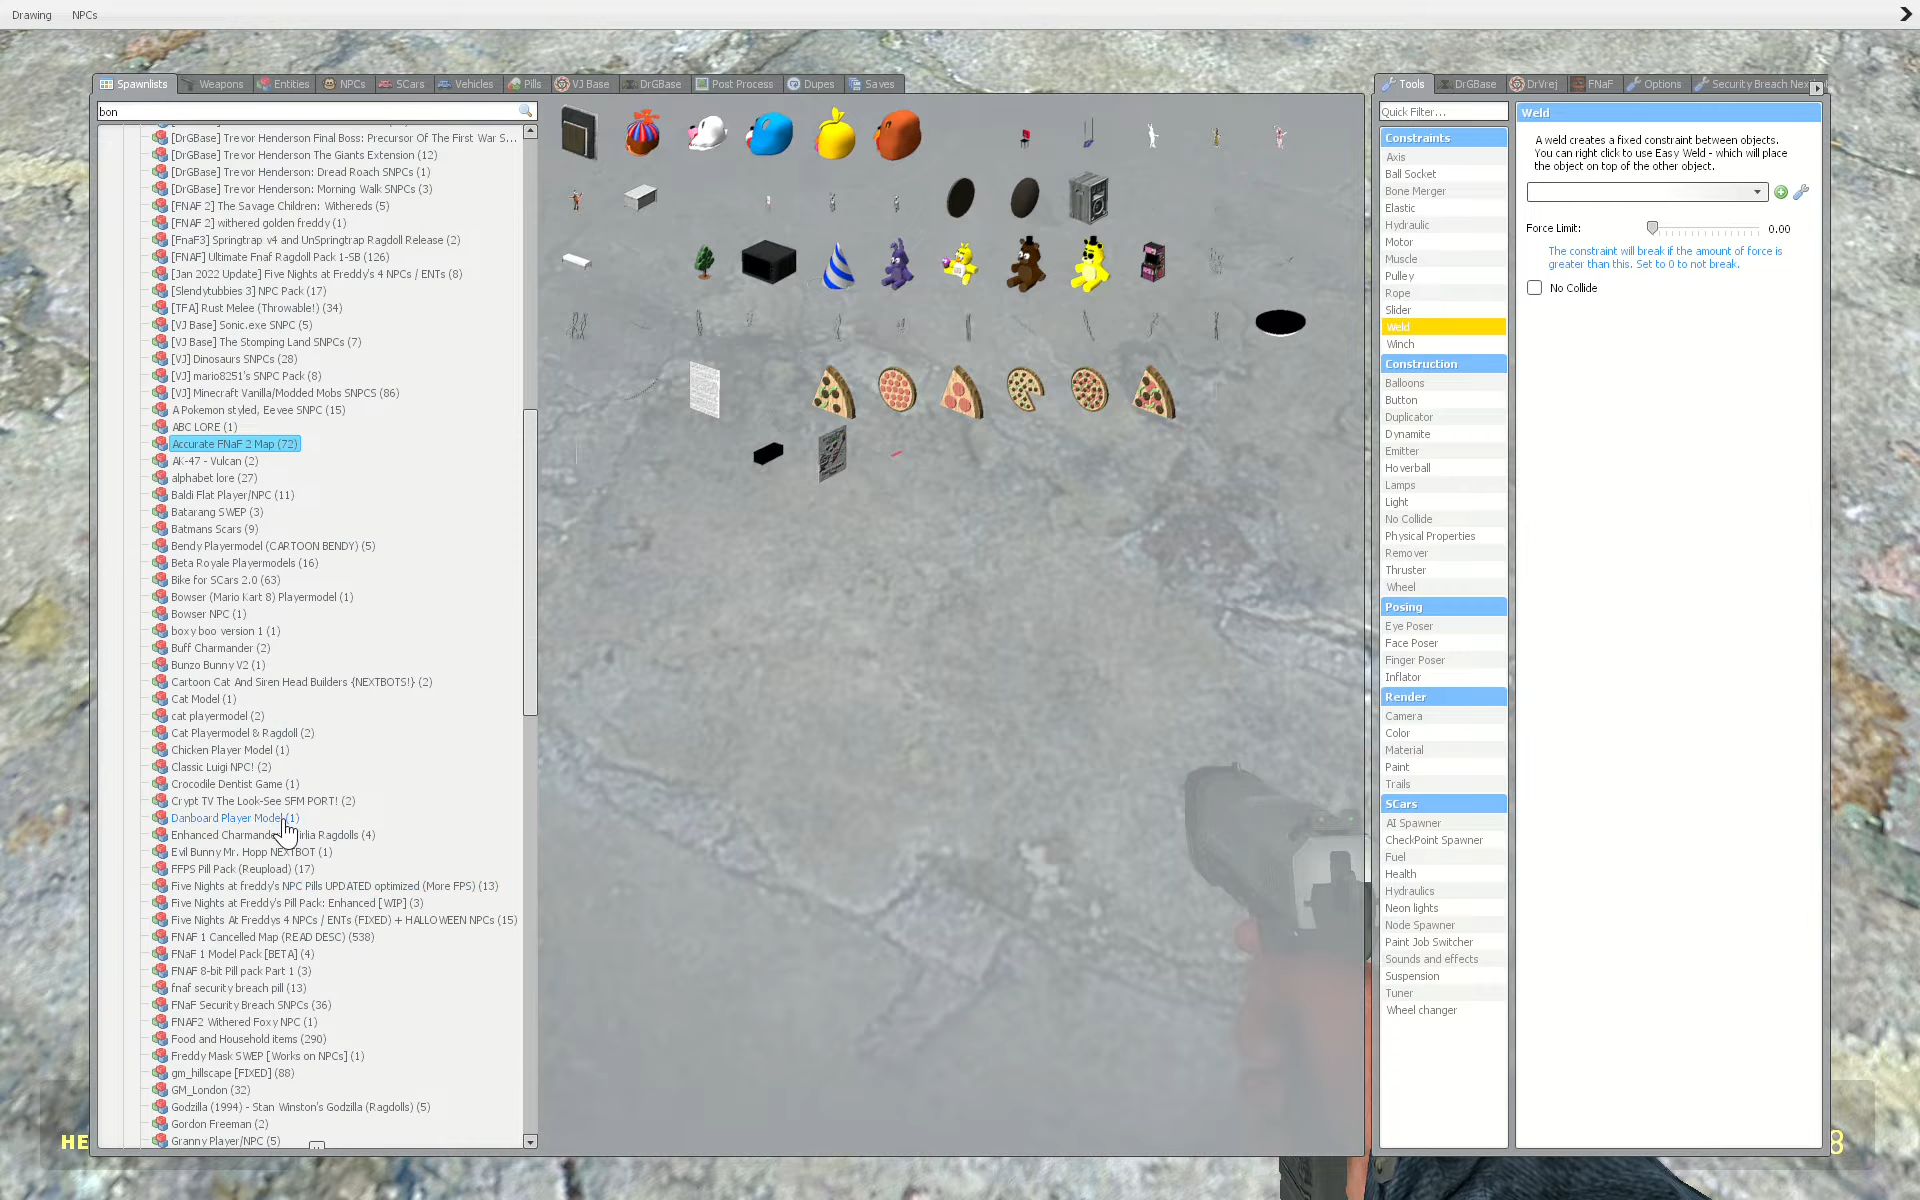 Drawing NPCs
Spawnlists Weapons Entities NPCs SCars Vehicles Pills VJ Base DrGBase Post Process Dupes Saves
bon
[DrGBase] Trevor Henderson Final Boss: Precursor Of The First War S...
[DrGBase] Trevor Henderson The Giants Extension (12)
[DrGBase] Trevor Henderson: Dread Roach SNPCs (1)
[DrGBase] Trevor Henderson: Morning Walk SNPCs (3)
[FNAF 2] The Savage Children: Withereds (5)
[FNAF 2] withered golden freddy (1)
[FnaF3] Springtrap v4 and UnSpringtrap Ragdoll Release (2)
[FNAF] Ultimate Fnaf Ragdoll Pack 1-SB (126)
[Jan 2022 Update] Five Nights at Freddy's 4 NPCs / ENTs (8)
[Slendytubbies 3] NPC Pack (17)
[TFA] Rust Melee (Throwable!) (34)
[VJ Base] Sonic.exe SNPC (5)
[VJ Base] The Stomping Land SNPCs (7)
[VJ] Dinosaurs SNPCs (28)
[VJ] mario8251's SNPC Pack (8)
[VJ] Minecraft Vanilla/Modded Mobs SNPCS (86)
A Pokemon styled, Eevee SNPC (15)
ABC LORE (1)
Accurate FNaF 2 Map (72)
AK-47 - Vulcan (2)
alphabet lore (27)
Baldi Flat Player/NPC (11)
Batarang SWEP (3)
Batmans Scars (9)
Bendy Playermodel (CARTOON BENDY) (5)
Beta Royale Playermodels (16)
Bike for SCars 2.0 (63)
Bowser (Mario Kart 8) Playermodel (1)
Bowser NPC (1)
boxy boo version 1 (1)
Buff Charmander (2)
Bunzo Bunny V2 (1)
Cartoon Cat And Siren Head Builders {NEXTBOTS!} (2)
Cat Model (1)
cat playermodel (2)
Cat Playermodel & Ragdoll (2)
Chicken Player Model (1)
Classic Luigi NPC! (2)
Crocodile Dentist Game (1)
Crypt TV The Look-See SFM PORT! (2)
Danboard Player Model (1)
Enhanced Charmande rlia Ragdolls (4)
Evil Bunny Mr. Hopp NEXTBOT (1)
FFPS Pill Pack (Reupload) (17)
Five Nights at freddy's NPC Pills UPDATED optimized (More FPS) (13)
Five Nights at Freddy's Pill Pack: Enhanced [WIP] (3)
Five Nights At Freddys 4 NPCs / ENTs (FIXED) + HALLOWEEN NPCs (15)
FNAF 1 Cancelled Map (READ DESC) (538)
FNaF 1 Model Pack [BETA] (4)
FNAF 8-bit Pill pack Part 1 (3)
fnaf security breach pill (13)
FNaF Security Breach SNPCs (36)
FNAF2 Withered Foxy NPC (1)
Food and Household items (290)
Freddy Mask SWEP [Works on NPCs] (1)
gm_hillscape [FIXED] (88)
GM_London (32)
Godzilla (1994) - Stan Winston's Godzilla (Ragdolls) (5)
Gordon Freeman (2)
Granny Player/NPC (5)
HE
Tools DrGBase DrVrej FNaF Options Security Breach Nex
Quick Filter...
Constraints
Axis
Ball Socket
Bone Merger
Elastic
Hydraulic
Motor
Muscle
Pulley
Rope
Slider
Weld
Winch
Construction
Balloons
Button
Duplicator
Dynamite
Emitter
Hoverball
Lamps
Light
No Collide
Physical Properties
Remover
Thruster
Wheel
Posing
Eye Poser
Face Poser
Finger Poser
Inflator
Render
Camera
Color
Material
Paint
Trails
SCars
AI Spawner
CheckPoint Spawner
Fuel
Health
Hydraulics
Neon lights
Node Spawner
Paint Job Switcher
Sounds and effects
Suspension
Tuner
Wheel changer
Weld
A weld creates a fixed constraint between objects.
You can right click to use Easy Weld - which will place
the object on top of the other object.
Force Limit: 0.00
The constraint will break if the amount of force is
greater than this. Set to 0 to not break.
No Collide
8